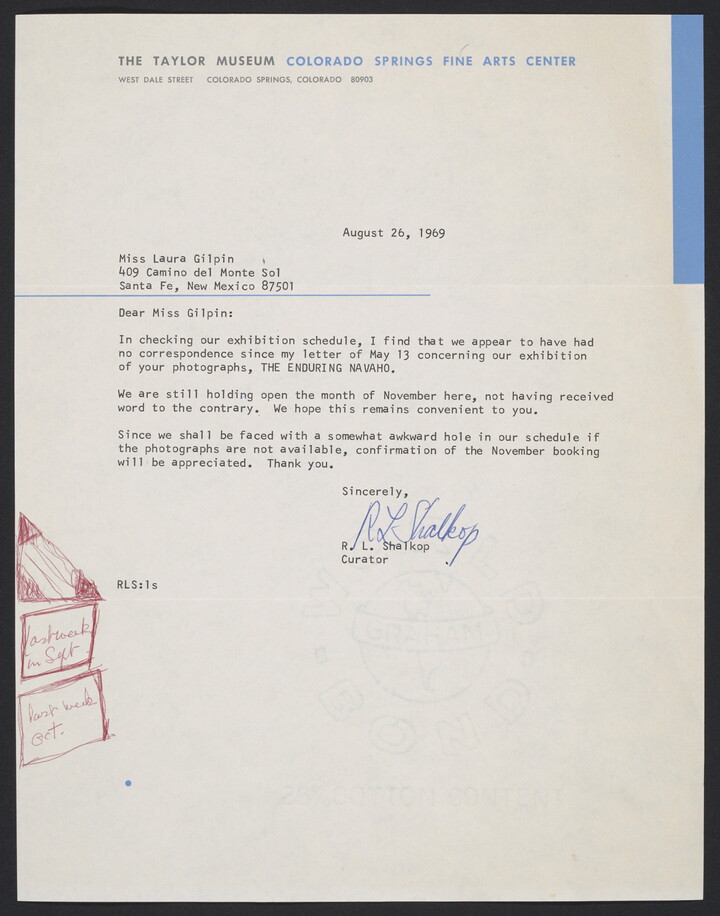 THE TAYLOR MUSEUM COLORADO SPRINGS FINE ARTS CENTER
WEST DALE STREET COLORADO SPRINGS, COLORADO 80903
August 26, 1969
Miss Laura Gilpin
409 Camino del Monte Sol
Santa Fe, New Mexico 87501
Dear Miss Gilpin:
In checking our exhibition schedule, I find that we appear to have had
no correspondence since my letter of May 13 concerning our exhibition
of your photographs, THE ENDURING NAVAHO.
We are still holding open the month of November here, not having received
word to the contrary. We hope this remains convenient to you.
Since we shall be faced with a somewhat awkward hole in our schedule if
the photographs are not available, confirmation of the November booking
will be appreciated. Thank you.
Sincerely,
R L Shalkop
R. L. Shalkop
Curator
RLS:ls
last week
in Sept.
last week
Oct.